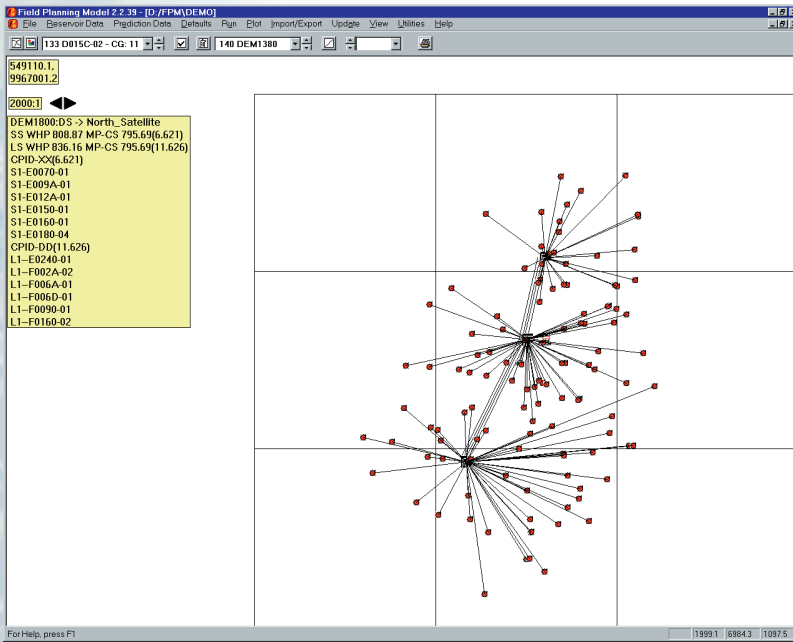 Field Planning Model 2.2.39 - [D:/FPM\DEMO]
File Reservoir Data Prediction Data Defaults Run Plot Import/Export Update View Utilities Help
133 D015C-02 - CG: 11 140 DEM1380
549110.1,
9967001.2
2000:1
DEM1800:DS -> North_Satellite
SS WHP 808.87 MP-CS 795.69(6.621)
LS WHP 836.16 MP-CS 795.69(11.626)
CPID-XX(6.621)
S1-E0070-01
S1-E009A-01
S1-E012A-01
S1-E0150-01
S1-E0160-01
S1-E0180-04
CPID-DD(11.626)
L1--E0240-01
L1--F002A-02
L1--F006A-01
L1--F006D-01
L1--F0090-01
L1--F0160-02
For Help, press F1
1999:1 6984.3 1097.5